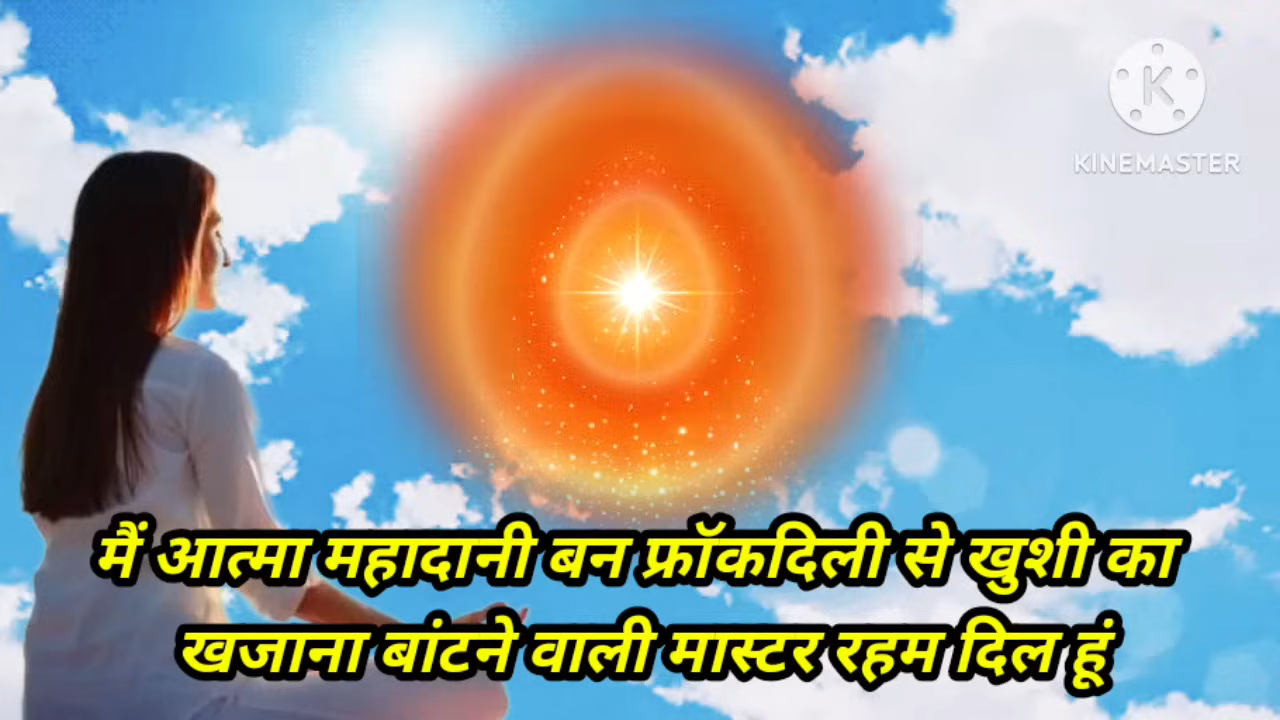 KINEMASTER
मैं आत्मा महादानी बन फ्रॉकदिली से खुशी का
खजाना बांटने वाली मास्टर रहम दिल हूं